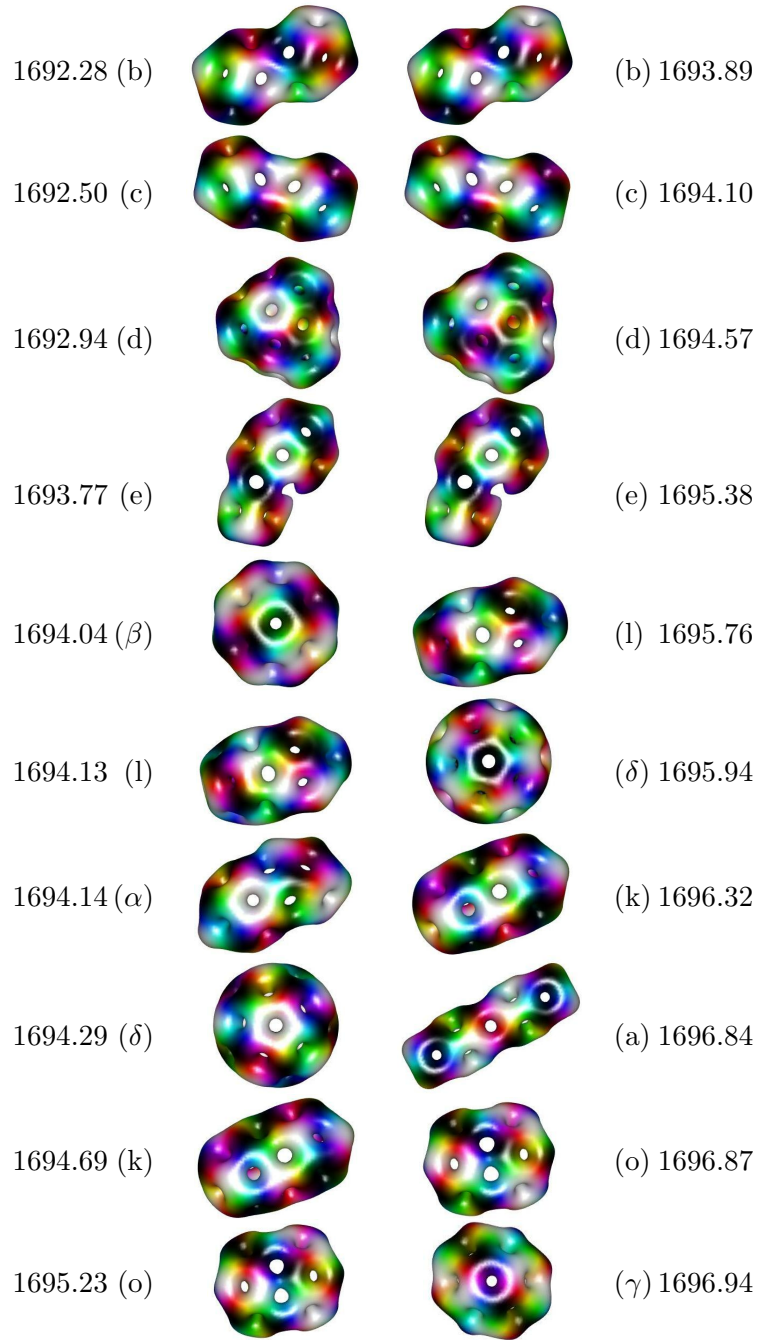 1692.28 (b) (b) 1693.89
1692.50 (c) (c) 1694.10
1692.94 (d) (d) 1694.57
1693.77 (e) (e) 1695.38
1694.04 (β) (l) 1695.76
1694.13 (l) (δ) 1695.94
1694.14 (α) (k) 1696.32
1694.29 (δ) (a) 1696.84
1694.69 (k) (o) 1696.87
1695.23 (o) (γ) 1696.94